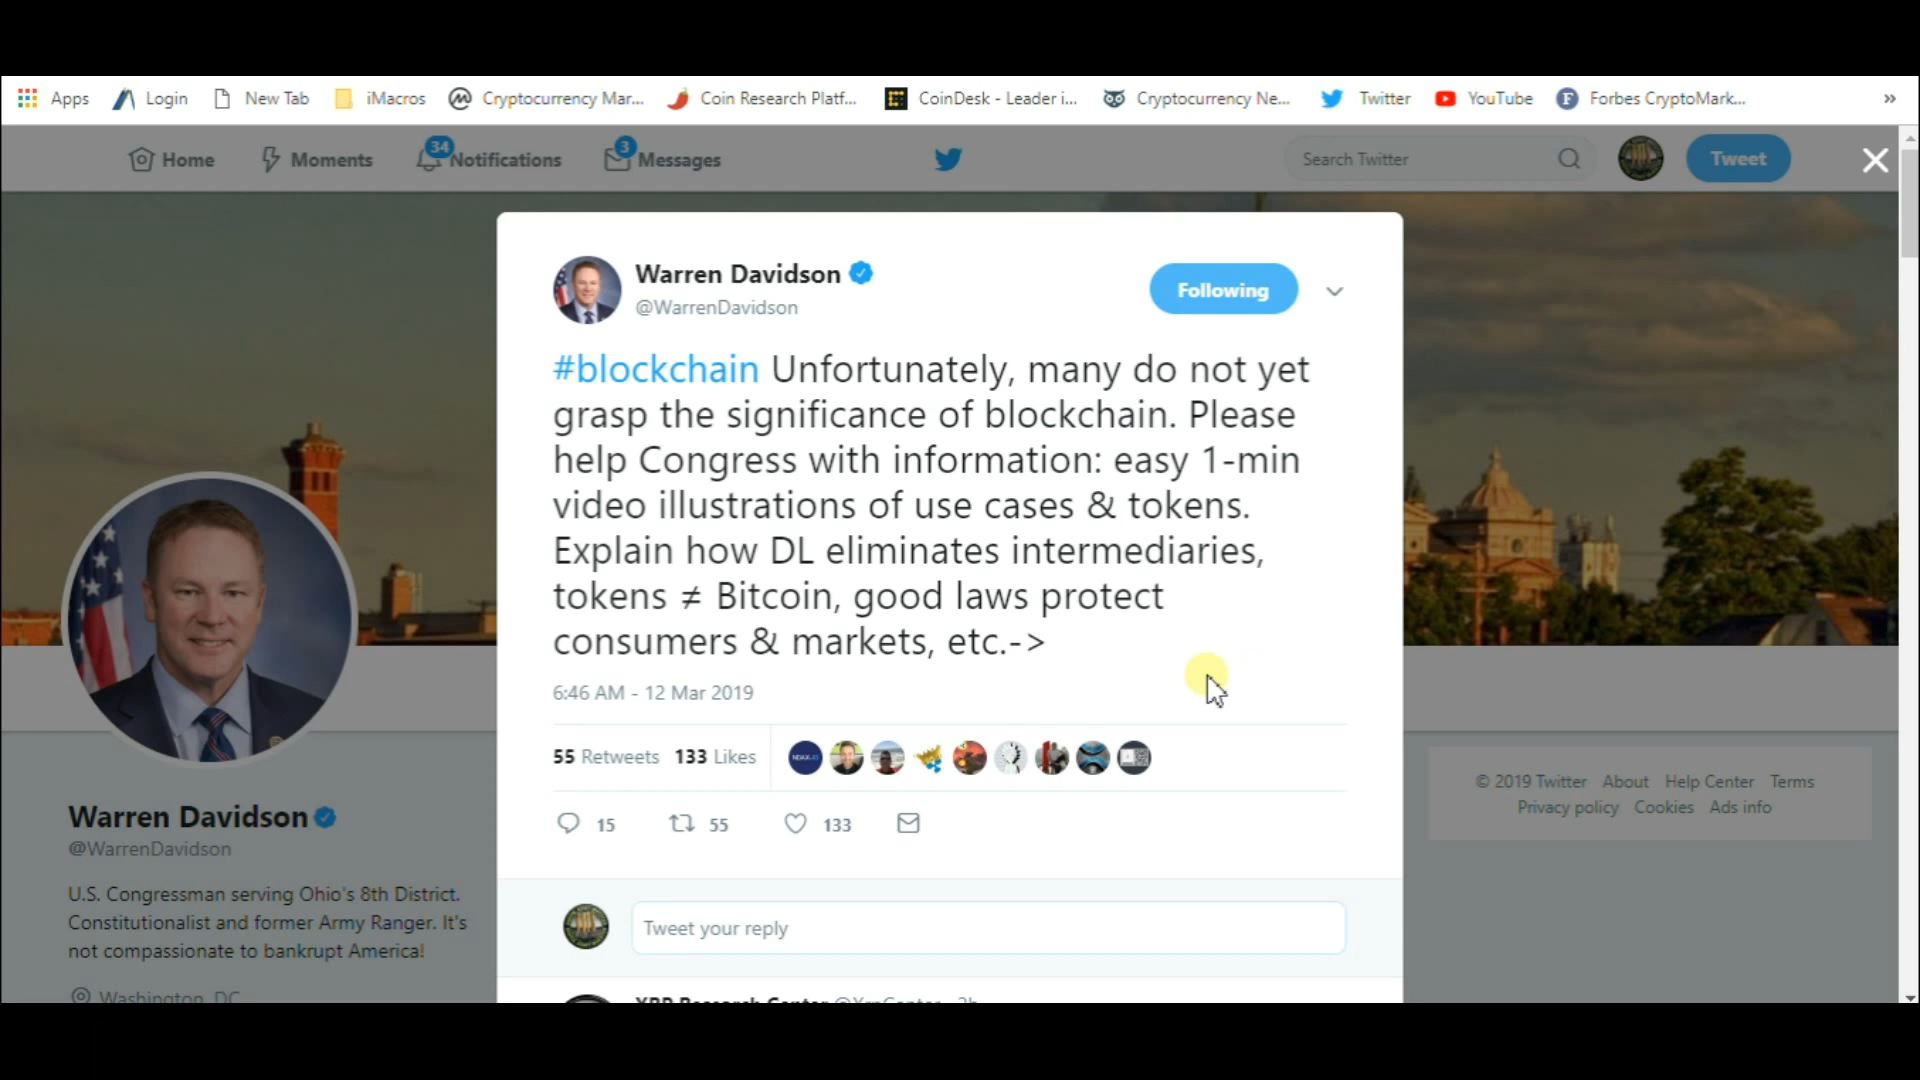 Apps Login New Tab iMacros Cryptocurrency Mar... Coin Research Platf... CoinDesk - Leader i... Cryptocurrency Ne... Twitter YouTube Forbes CryptoMark... »
Home Moments 34 Notifications 3 Messages Search Twitter Tweet
Warren Davidson
@WarrenDavidson
Following
#blockchain Unfortunately, many do not yet
grasp the significance of blockchain. Please
help Congress with information: easy 1-min
video illustrations of use cases & tokens.
Explain how DL eliminates intermediaries,
tokens ≠ Bitcoin, good laws protect
consumers & markets, etc.->
6:46 AM - 12 Mar 2019
55 Retweets 133 Likes
15 55 133
Tweet your reply
XRP Research Center @XrpCenter 2h
Warren Davidson
@WarrenDavidson
U.S. Congressman serving Ohio's 8th District.
Constitutionalist and former Army Ranger. It's
not compassionate to bankrupt America!
Washington, DC
© 2019 Twitter About Help Center Terms
Privacy policy Cookies Ads info